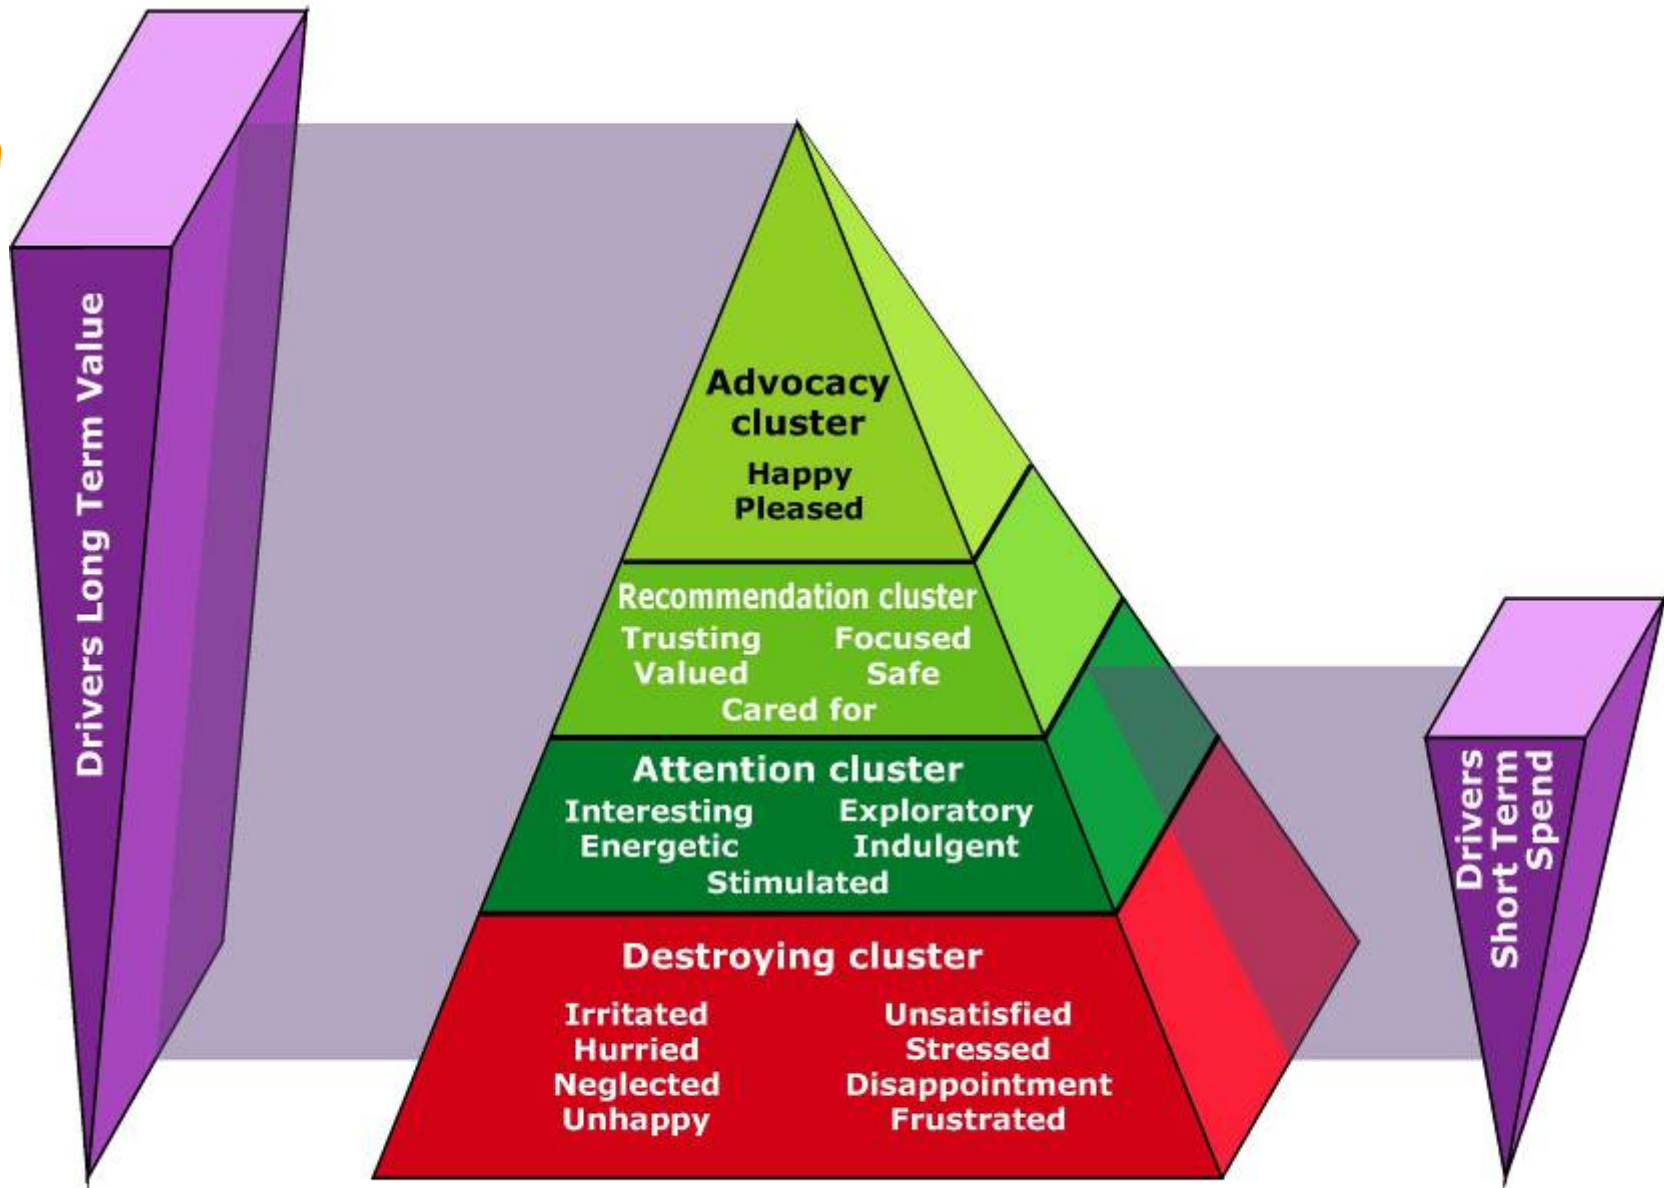 Drivers Long Term Value
Advocacy
cluster
Happy
Pleased
Recommendation cluster
Trusting Focused
Valued Safe
Cared for
Attention cluster
Interesting Exploratory
Energetic Indulgent
Stimulated
Destroying cluster
Irritated Unsatisfied
Hurried Stressed
Neglected Disappointment
Unhappy Frustrated
Drivers
Short Term
Spend